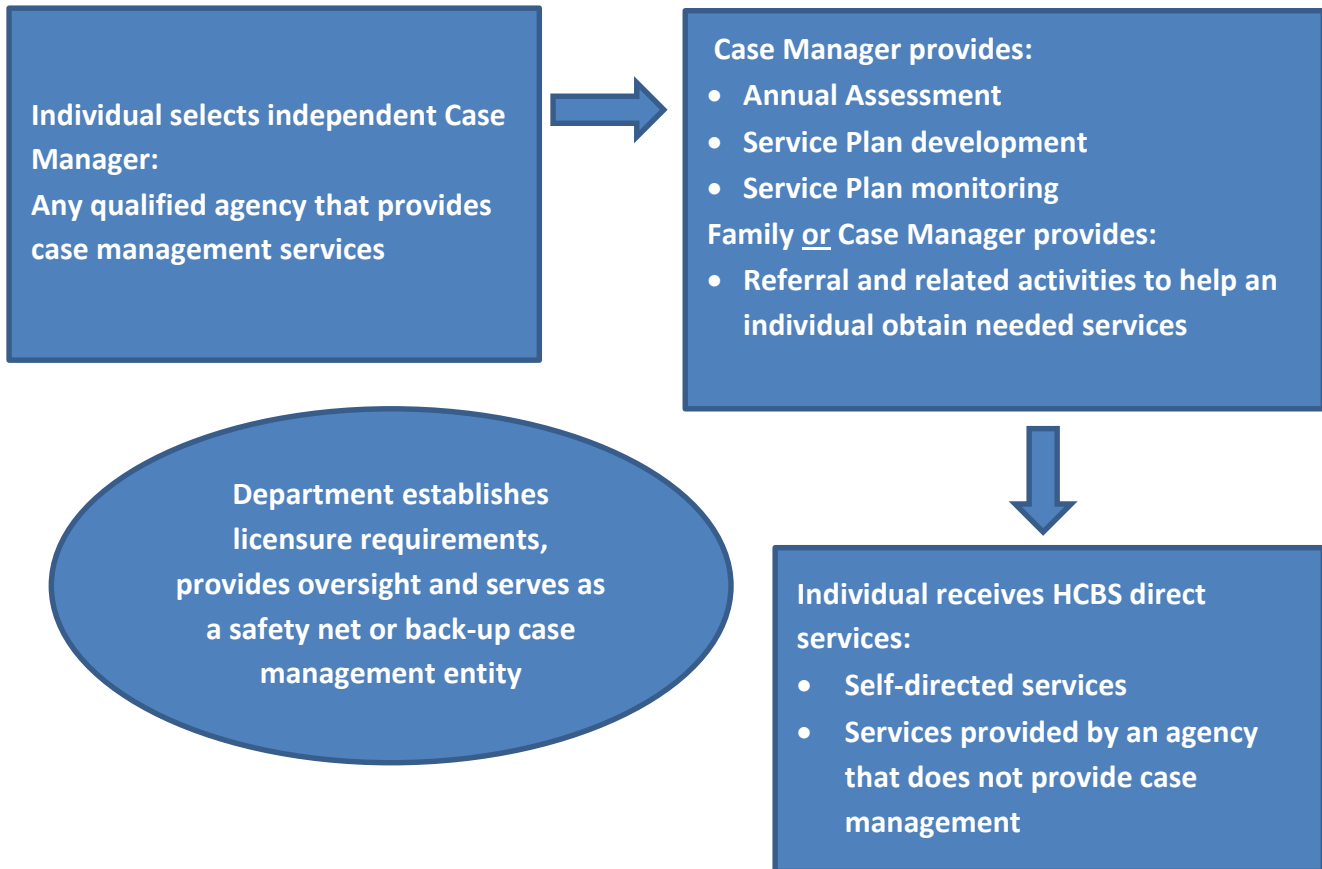 Individual selects independent Case
Manager:
Any qualified agency that provides
case management services
Case Manager provides:
• Annual Assessment
• Service Plan development
• Service Plan monitoring
Family or Case Manager provides:
• Referral and related activities to help an
individual obtain needed services
Department establishes
licensure requirements,
provides oversight and serves as
a safety net or back-up case
management entity
Individual receives HCBS direct
services:
• Self-directed services
• Services provided by an agency
that does not provide case
management